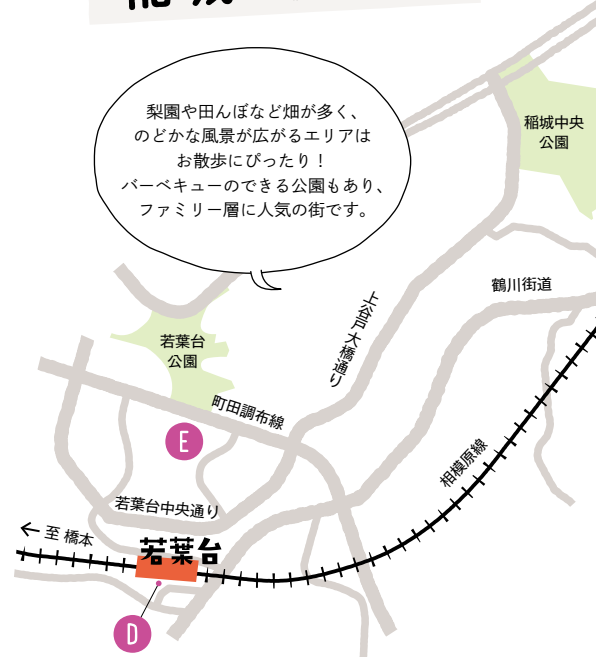 梨園や田んぼなど畑が多く、
のどかな風景が広がるエリアは
お散歩にぴったり！
バーベキューのできる公園もあり、
ファミリー層に人気の街です。
稲城中央
公園
鶴川街道
上谷戸大橋通り
若葉台
公園
町田調布線
E
相模原線
若葉台中央通り
← 至 橋本
若葉台
D